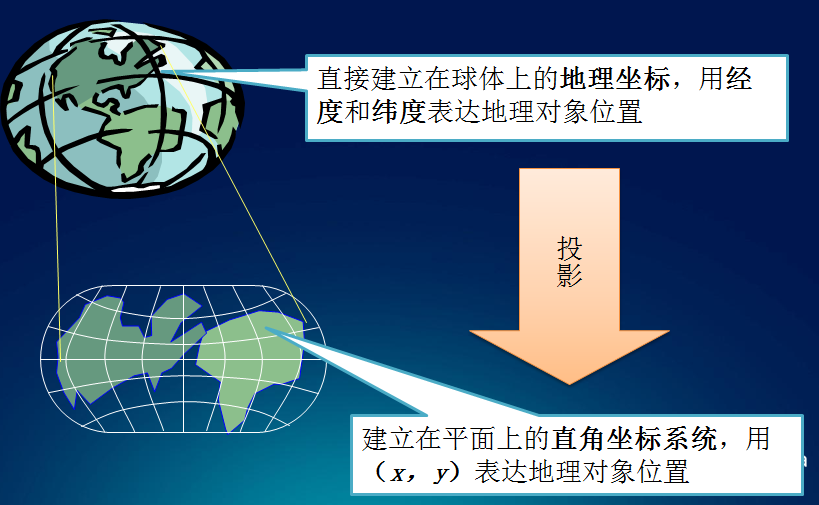 直接建立在球体上的地理坐标，用经
度和纬度表达地理对象位置
投
影
建立在平面上的直角坐标系统，用
（x，y）表达地理对象位置